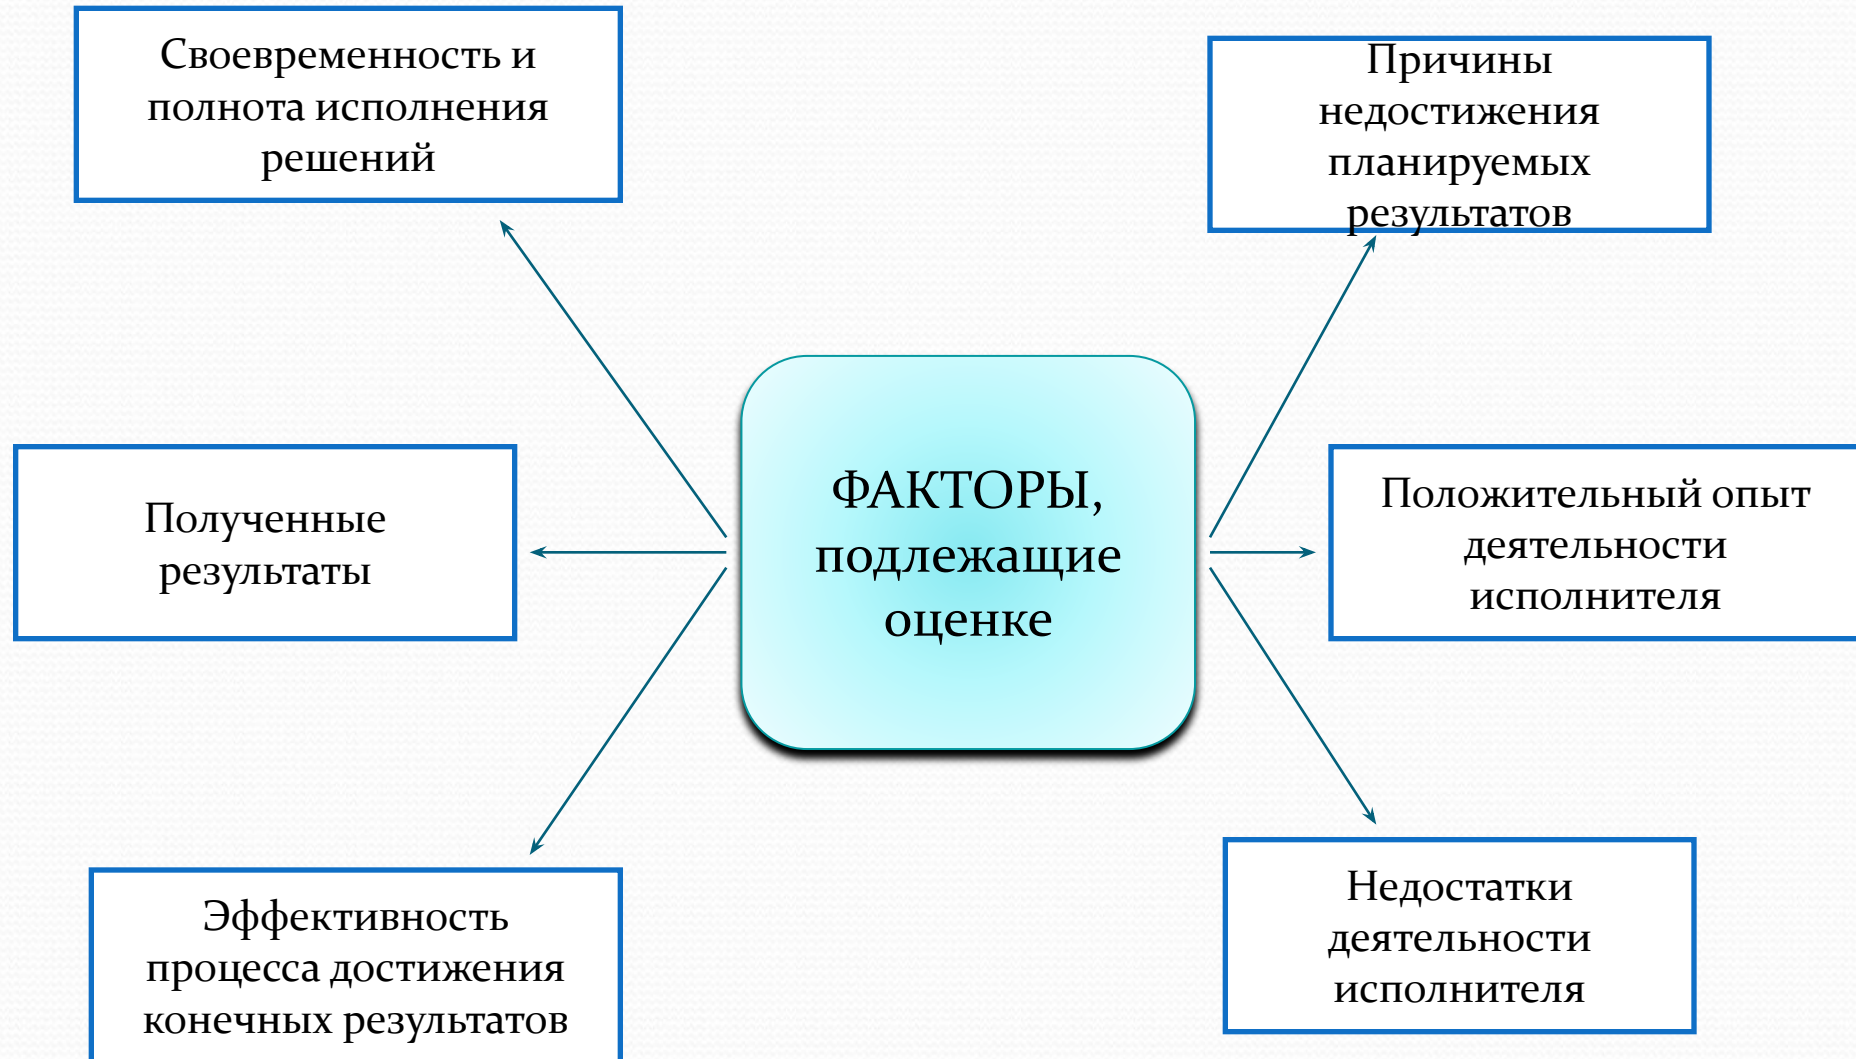 Своевременность и
полнота исполнения
решений
Причины
недостижения
планируемых
результатов
Полученные
результаты
ФАКТОРЫ,
подлежащие
оценке
Положительный опыт
деятельности
исполнителя
Эффективность
процесса достижения
конечных результатов
Недостатки
деятельности
исполнителя